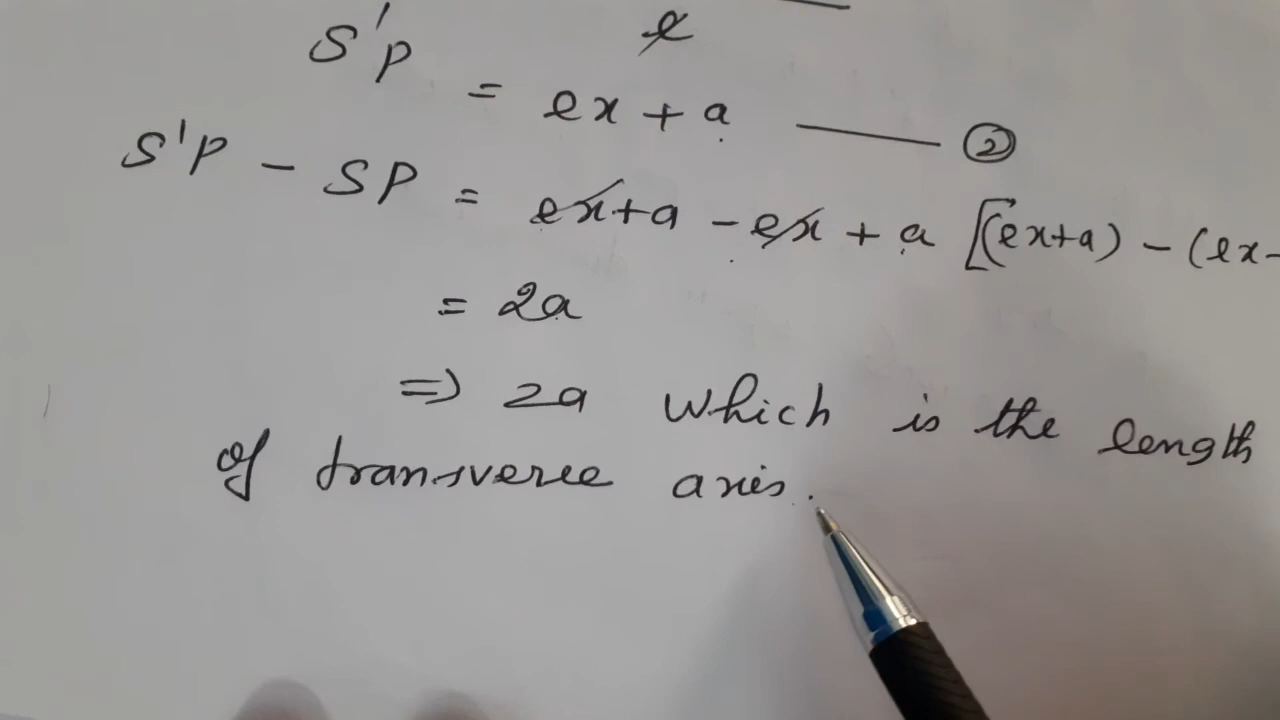 e
S'P = ex + a ②
S'P - SP = ex+a - ex + a [(ex+a) - (ex-
= 2a
=> 2a which is the length
of transverse axis.